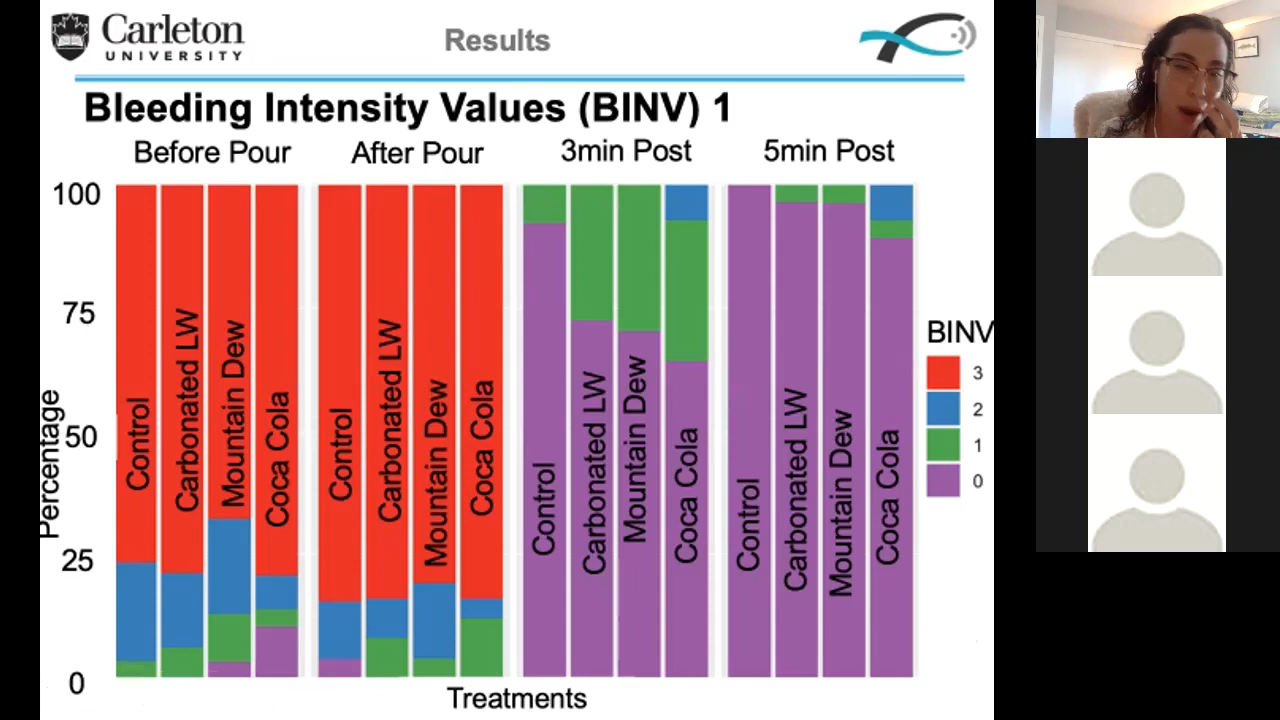 Carleton
UNIVERSITY
Results
Bleeding Intensity Values (BINV) 1
Before Pour
After Pour
3min Post
5min Post
100
75
50
25
0
Percentage
Control
Carbonated LW
Mountain Dew
Coca Cola
Control
Carbonated LW
Mountain Dew
Coca Cola
Control
Carbonated LW
Mountain Dew
Coca Cola
Control
Carbonated LW
Mountain Dew
Coca Cola
BINV
3
2
1
0
Treatments